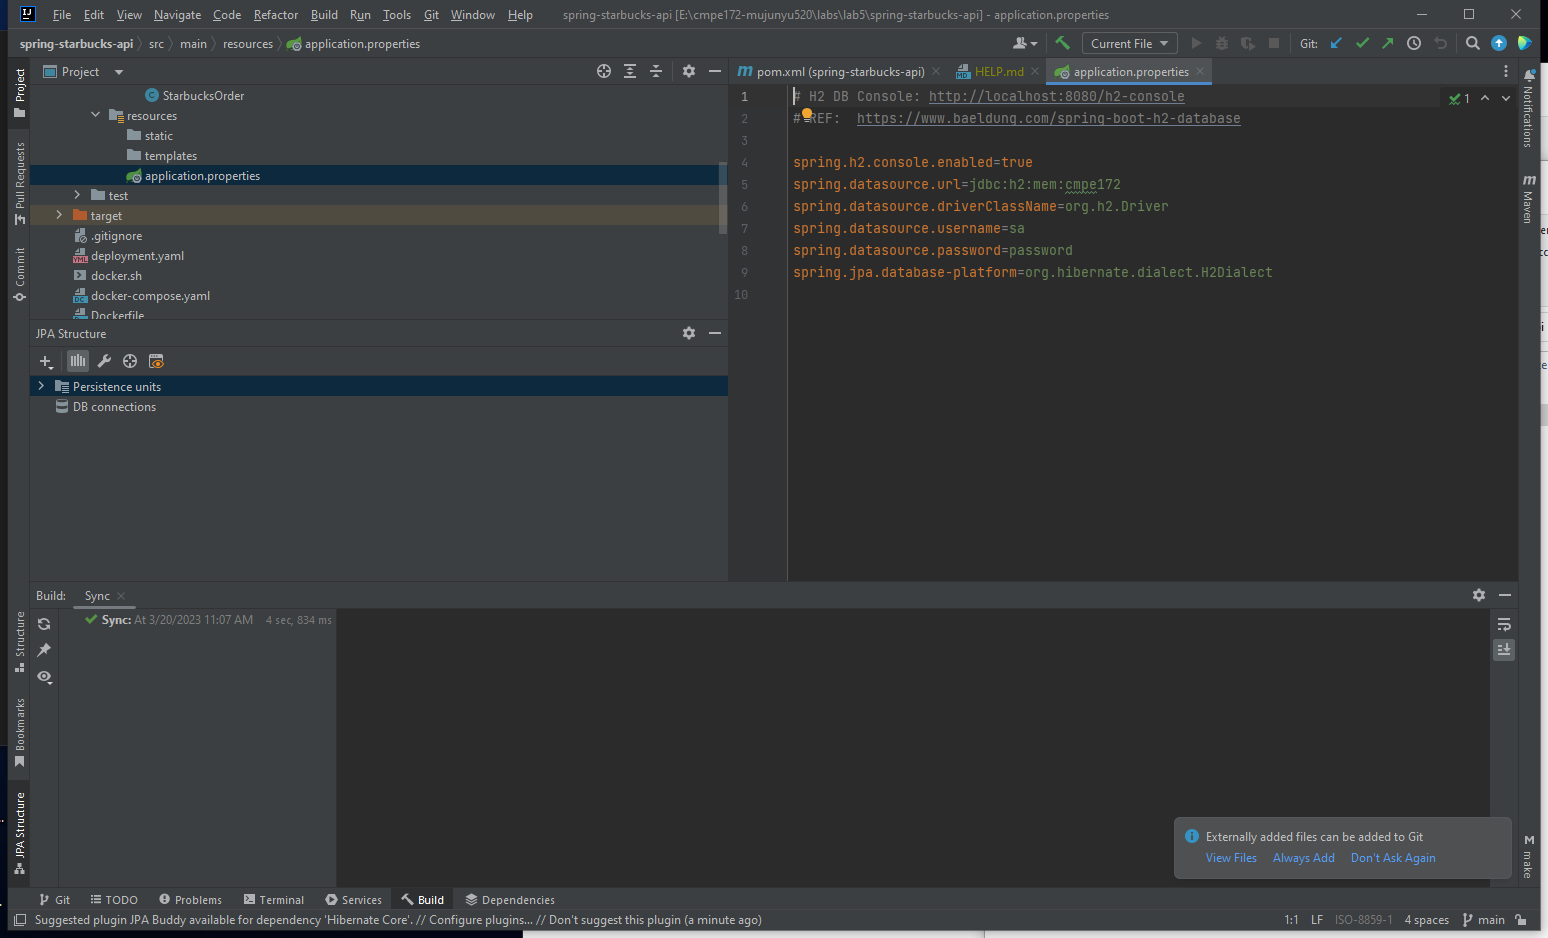 File Edit View Navigate Code Refactor Build Run Tools Git Window Help spring-starbucks-api [E:\cmpe172-mujunyu520\labs\lab5\spring-starbucks-api] - application.properties
spring-starbucks-api src main resources application.properties
Current File Git:
Project
pom.xml (spring-starbucks-api) HELP.md application.properties
StarbucksOrder
resources
static
templates
application.properties
test
target
.gitignore
deployment.yaml
docker.sh
docker-compose.yaml
Dockerfile
1 # H2 DB Console: http://localhost:8080/h2-console
2 # REF: https://www.baeldung.com/spring-boot-h2-database
3
4 spring.h2.console.enabled=true
5 spring.datasource.url=jdbc:h2:mem:cmpe172
6 spring.datasource.driverClassName=org.h2.Driver
7 spring.datasource.username=sa
8 spring.datasource.password=password
9 spring.jpa.database-platform=org.hibernate.dialect.H2Dialect
10
1
JPA Structure
Persistence units
DB connections
Build: Sync
Sync: At 3/20/2023 11:07 AM 4 sec, 834 ms
Project
Pull Requests
Commit
Structure
Bookmarks
JPA Structure
Notifications
Maven
make
Externally added files can be added to Git
View Files Always Add Don't Ask Again
Git TODO Problems Terminal Services Build Dependencies
Suggested plugin JPA Buddy available for dependency 'Hibernate Core'. // Configure plugins... // Don't suggest this plugin (a minute ago) 1:1 LF ISO-8859-1 4 spaces main